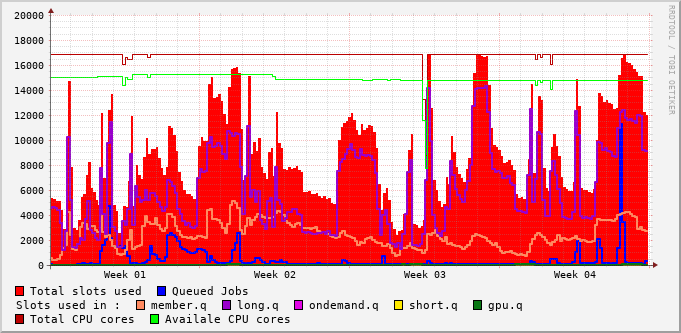 20000
18000
16000
14000
12000
10000
8000
6000
4000
2000
0
Week 01 Week 02 Week 03 Week 04
RRDTOOL / TOBI OETIKER
Total slots used Queued Jobs
Slots used in : member.q long.q ondemand.q short.q gpu.q
Total CPU cores Availale CPU cores